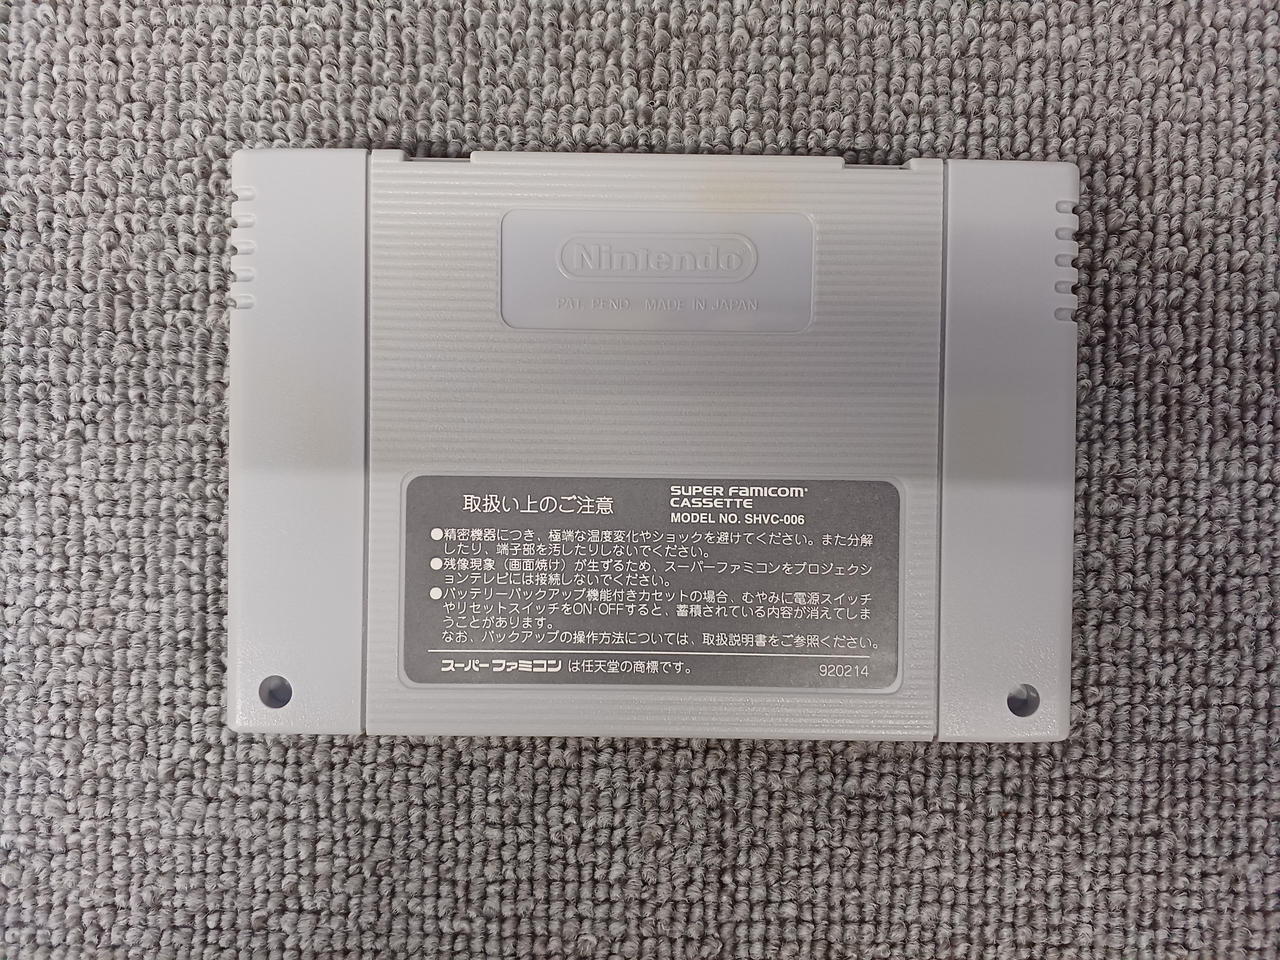 Nintendo
PAT. PEND. MADE IN JAPAN
取扱い上のご注意
SUPER FAMICOM
CASSETTE
MODEL NO. SHVC-006
●精密機器につき、極端な温度変化やショックを避けてください。また分解
したり、端子部を汚したりしないでください。
●残像現象（画面焼け）が生ずるため、スーパーファミコンをプロジェクシ
ョンテレビには接続しないでください。
●バッテリーバックアップ機能付きカセットの場合、むやみに電源スイッチ
やリセットスイッチをON·OFFすると、蓄積されている内容が消えてしま
うことがあります。
なお、バックアップの操作方法については、取扱説明書をご参照ください。
スーパーファミコンは任天堂の商標です。
920214